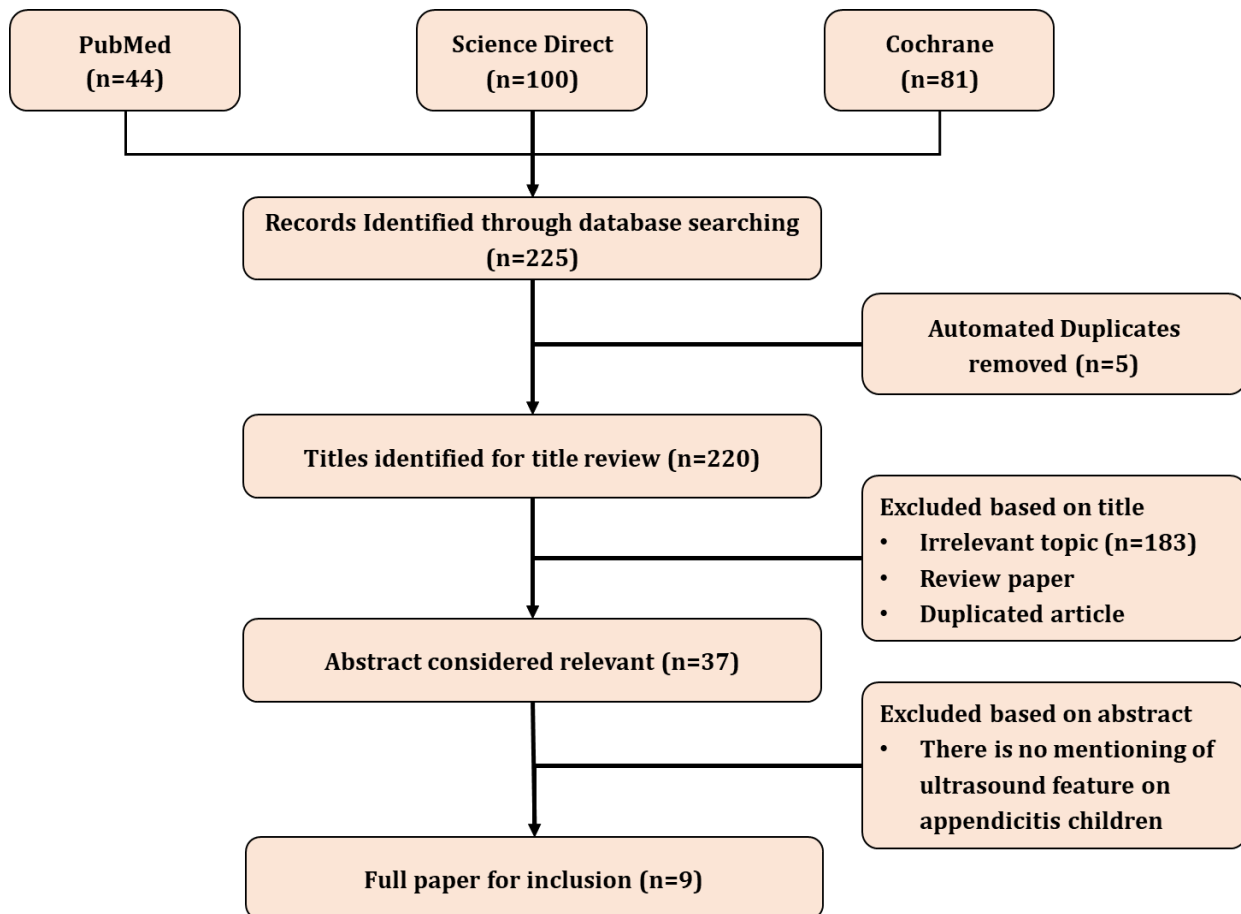 PubMed
(n=44)
Science Direct
(n=100)
Cochrane
(n=81)
Records Identified through database searching
(n=225)
Automated Duplicates
removed (n=5)
Titles identified for title review (n=220)
Excluded based on title
• Irrelevant topic (n=183)
• Review paper
• Duplicated article
Abstract considered relevant (n=37)
Excluded based on abstract
• There is no mentioning of
ultrasound feature on
appendicitis children
Full paper for inclusion (n=9)